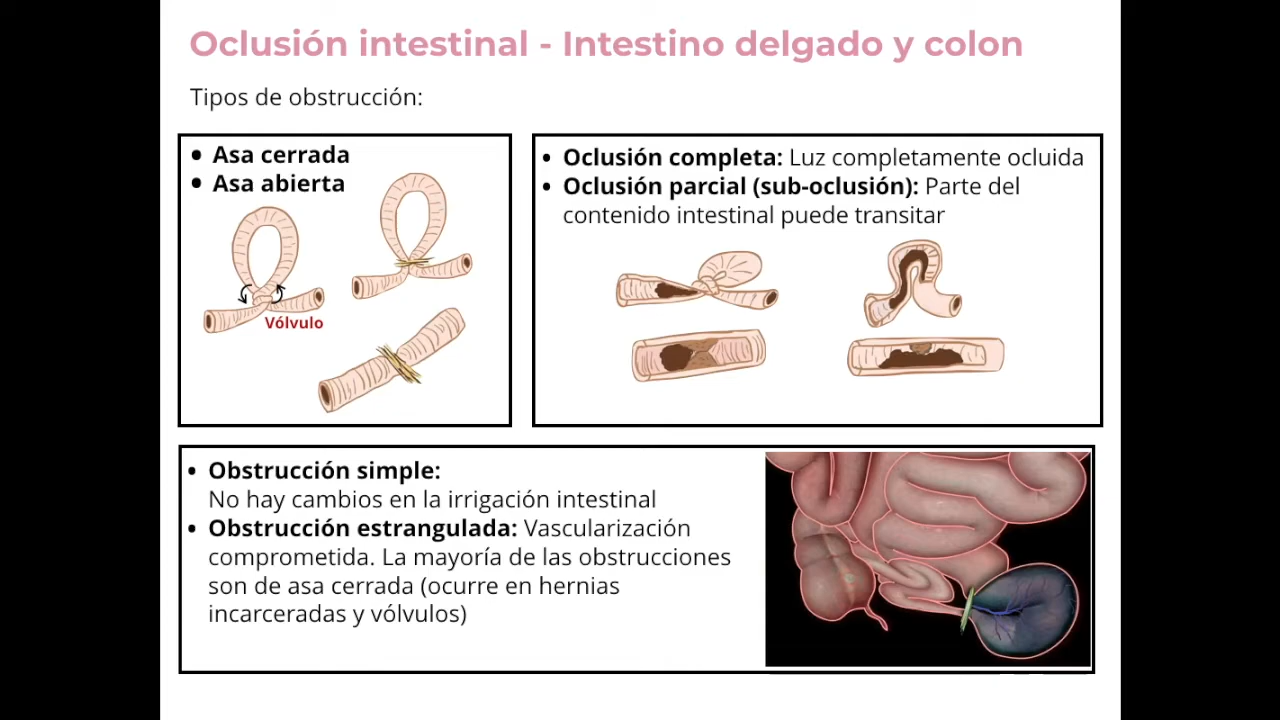 Oclusión intestinal - Intestino delgado y colon
Tipos de obstrucción:
• Asa cerrada
• Asa abierta
Vólvulo
• Oclusión completa: Luz completamente ocluida
• Oclusión parcial (sub-oclusión): Parte del
contenido intestinal puede transitar
• Obstrucción simple:
No hay cambios en la irrigación intestinal
• Obstrucción estrangulada: Vascularización
comprometida. La mayoría de las obstrucciones
son de asa cerrada (ocurre en hernias
incarceradas y vólvulos)